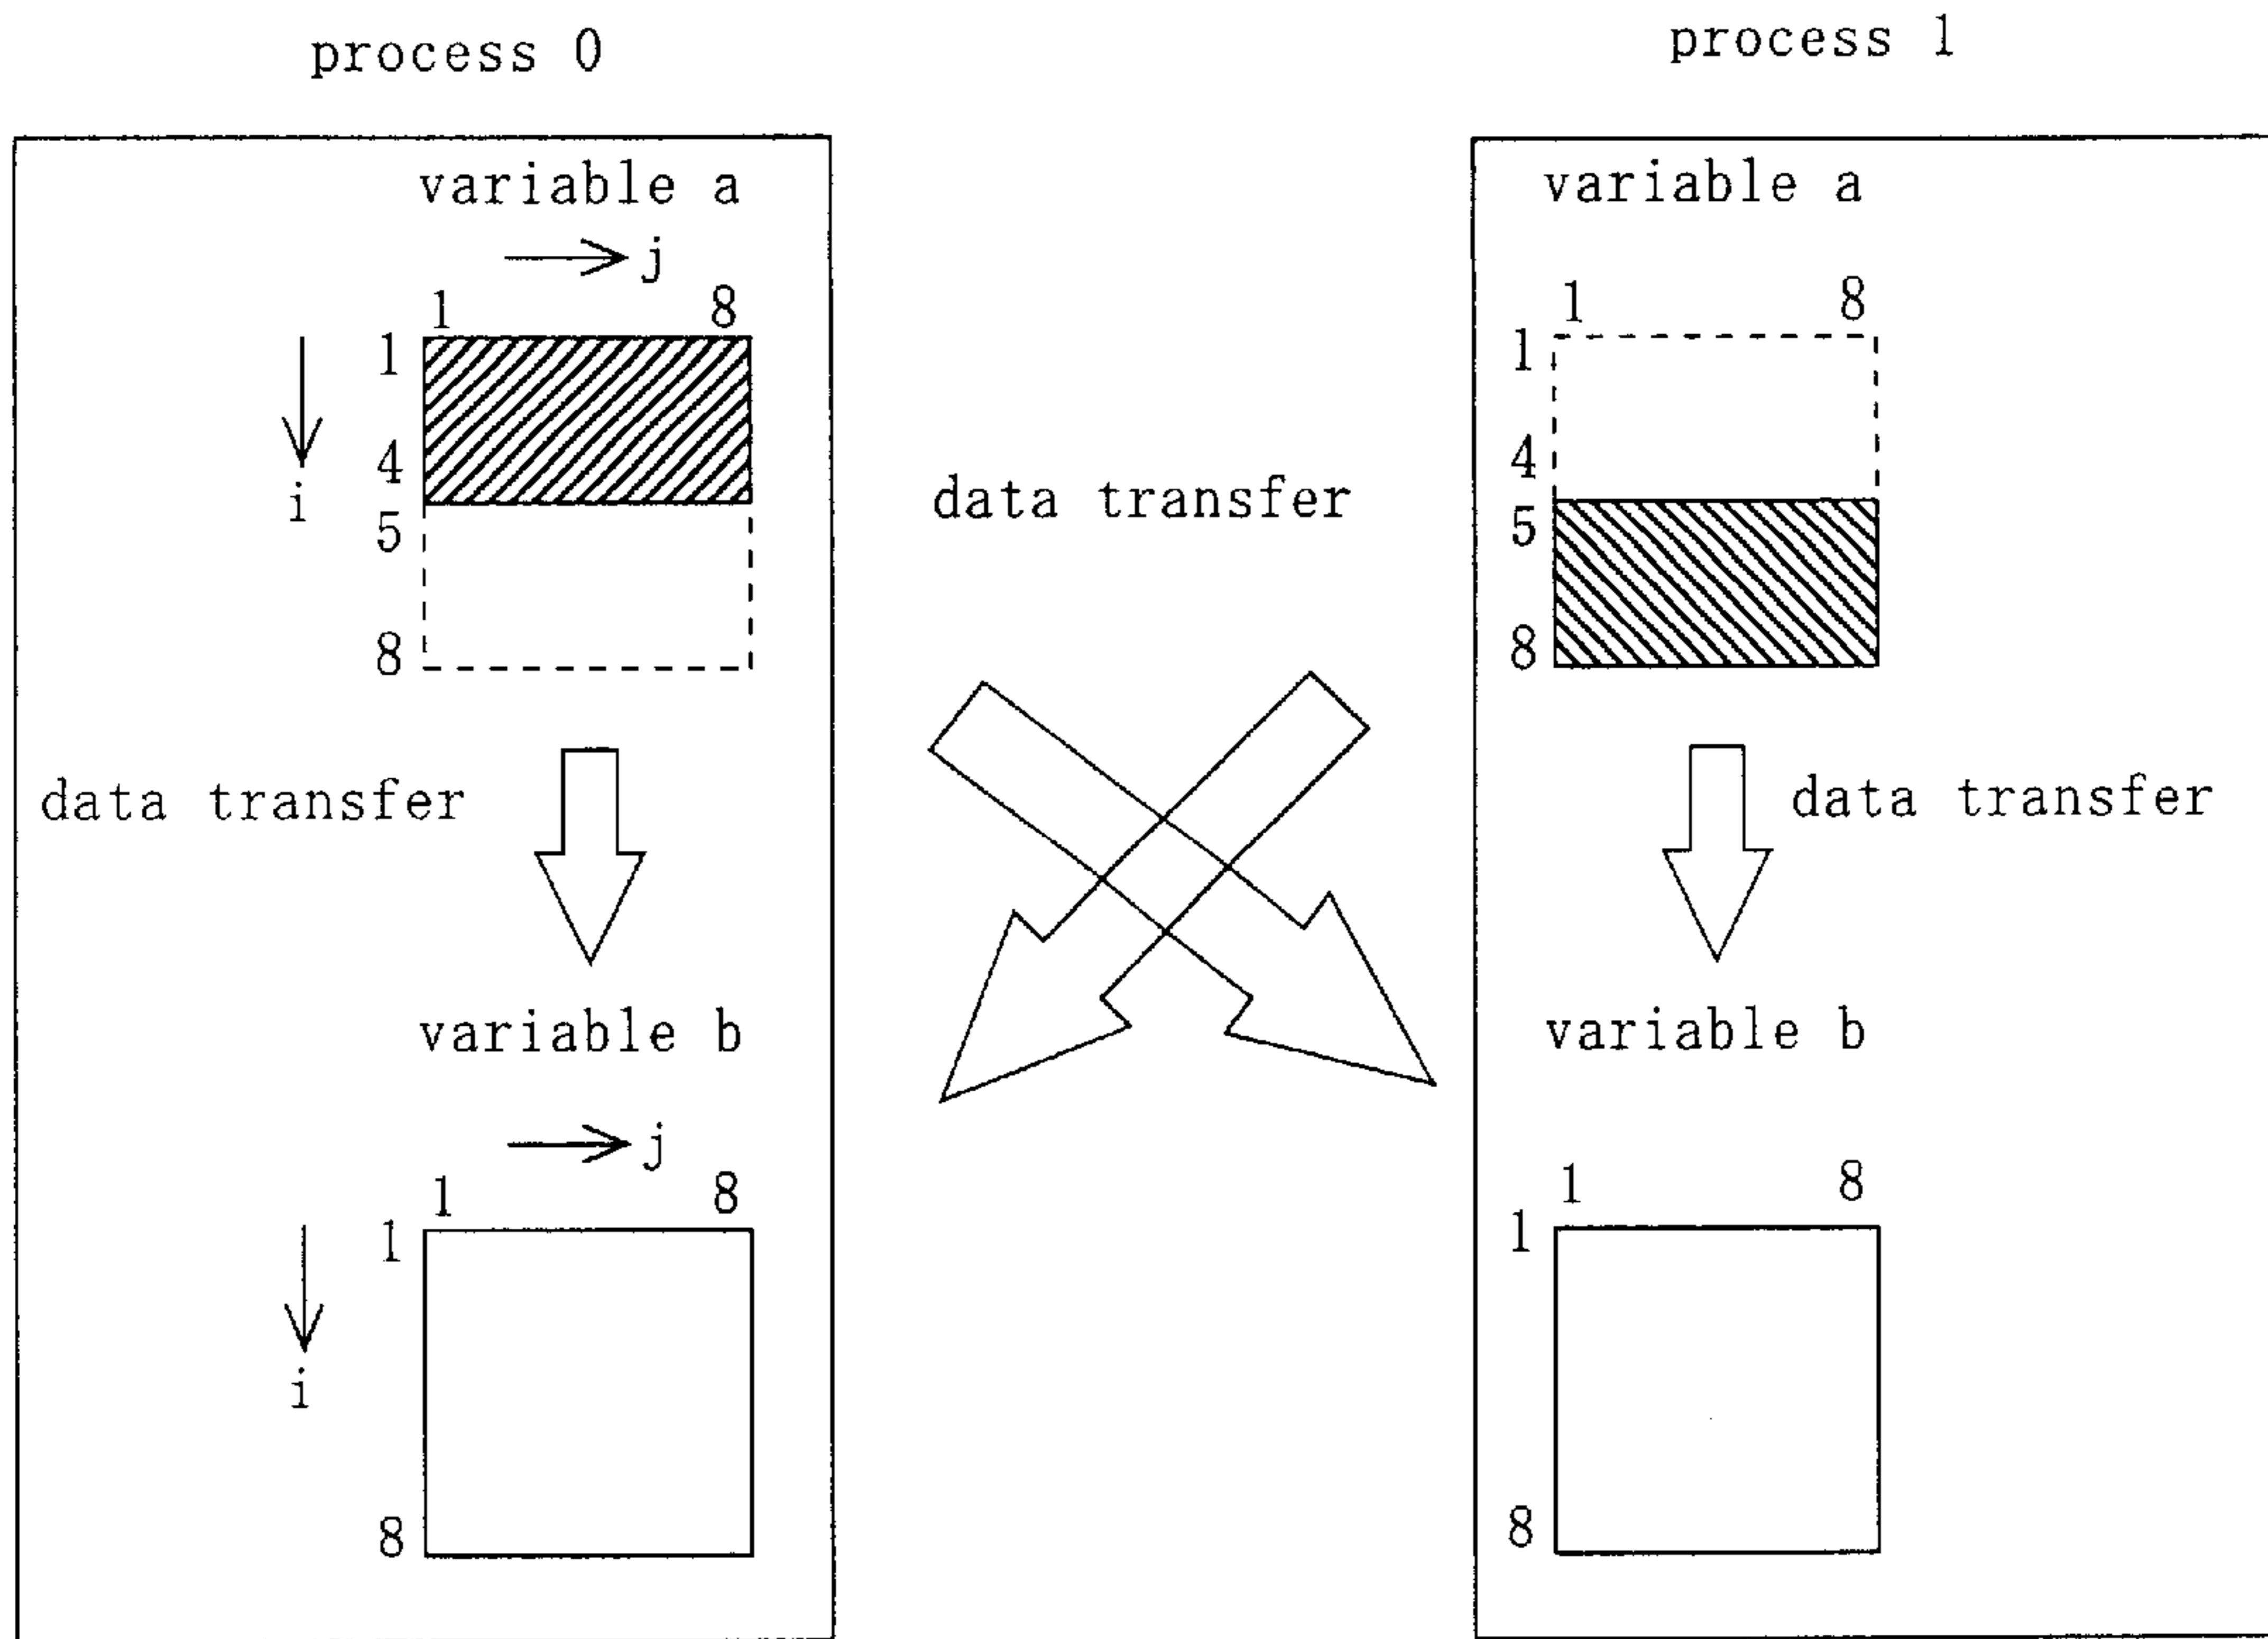 process 0
process 1
variable a
j
1 8
1
4
i
5
8
variable a
1 8
1
4
5
8
data transfer
data transfer
data transfer
variable b
j
1 8
1
i
8
variable b
1 8
1
8